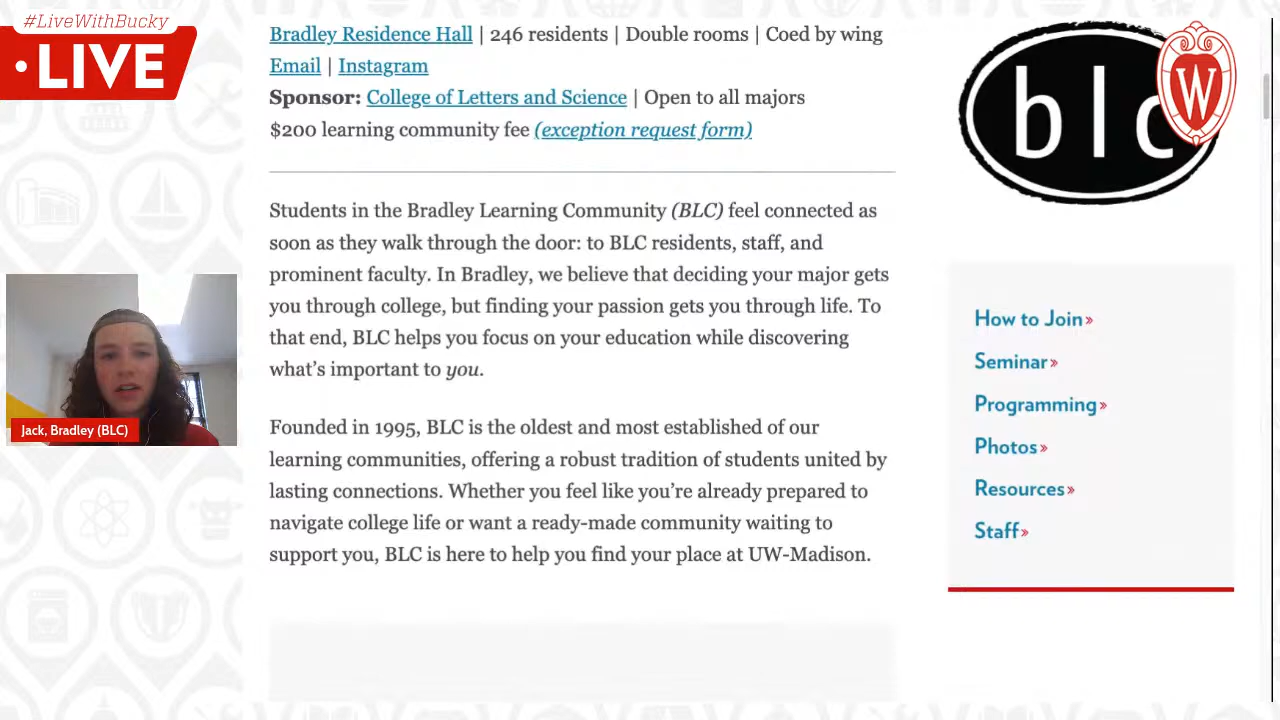 #LiveWithBucky
LIVE
Bradley Residence Hall | 246 residents | Double rooms | Coed by wing
Email | Instagram
Sponsor: College of Letters and Science | Open to all majors
$200 learning community fee (exception request form)
Students in the Bradley Learning Community (BLC) feel connected as
soon as they walk through the door: to BLC residents, staff, and
prominent faculty. In Bradley, we believe that deciding your major gets
you through college, but finding your passion gets you through life. To
that end, BLC helps you focus on your education while discovering
what’s important to you.
Founded in 1995, BLC is the oldest and most established of our
learning communities, offering a robust tradition of students united by
lasting connections. Whether you feel like you’re already prepared to
navigate college life or want a ready-made community waiting to
support you, BLC is here to help you find your place at UW-Madison.
blc
W
How to Join»
Seminar»
Programming»
Photos»
Resources»
Staff»
Jack, Bradley (BLC)